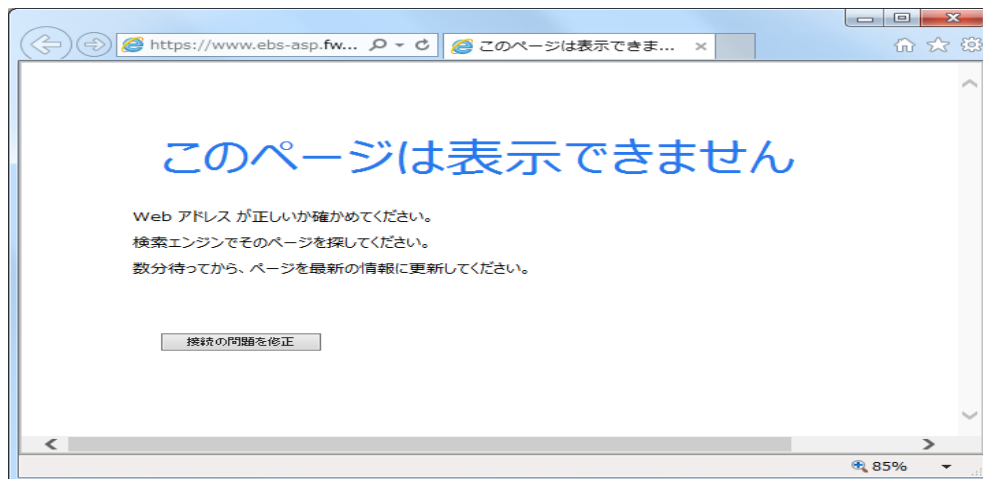 https://www.ebs-asp.fw...
このページは表示できま...
このページは表示できません
Web アドレス が正しいか確かめてください。
検索エンジンでそのページを探してください。
数分待ってから、ページを最新の情報に更新してください。
接続の問題を修正
85%